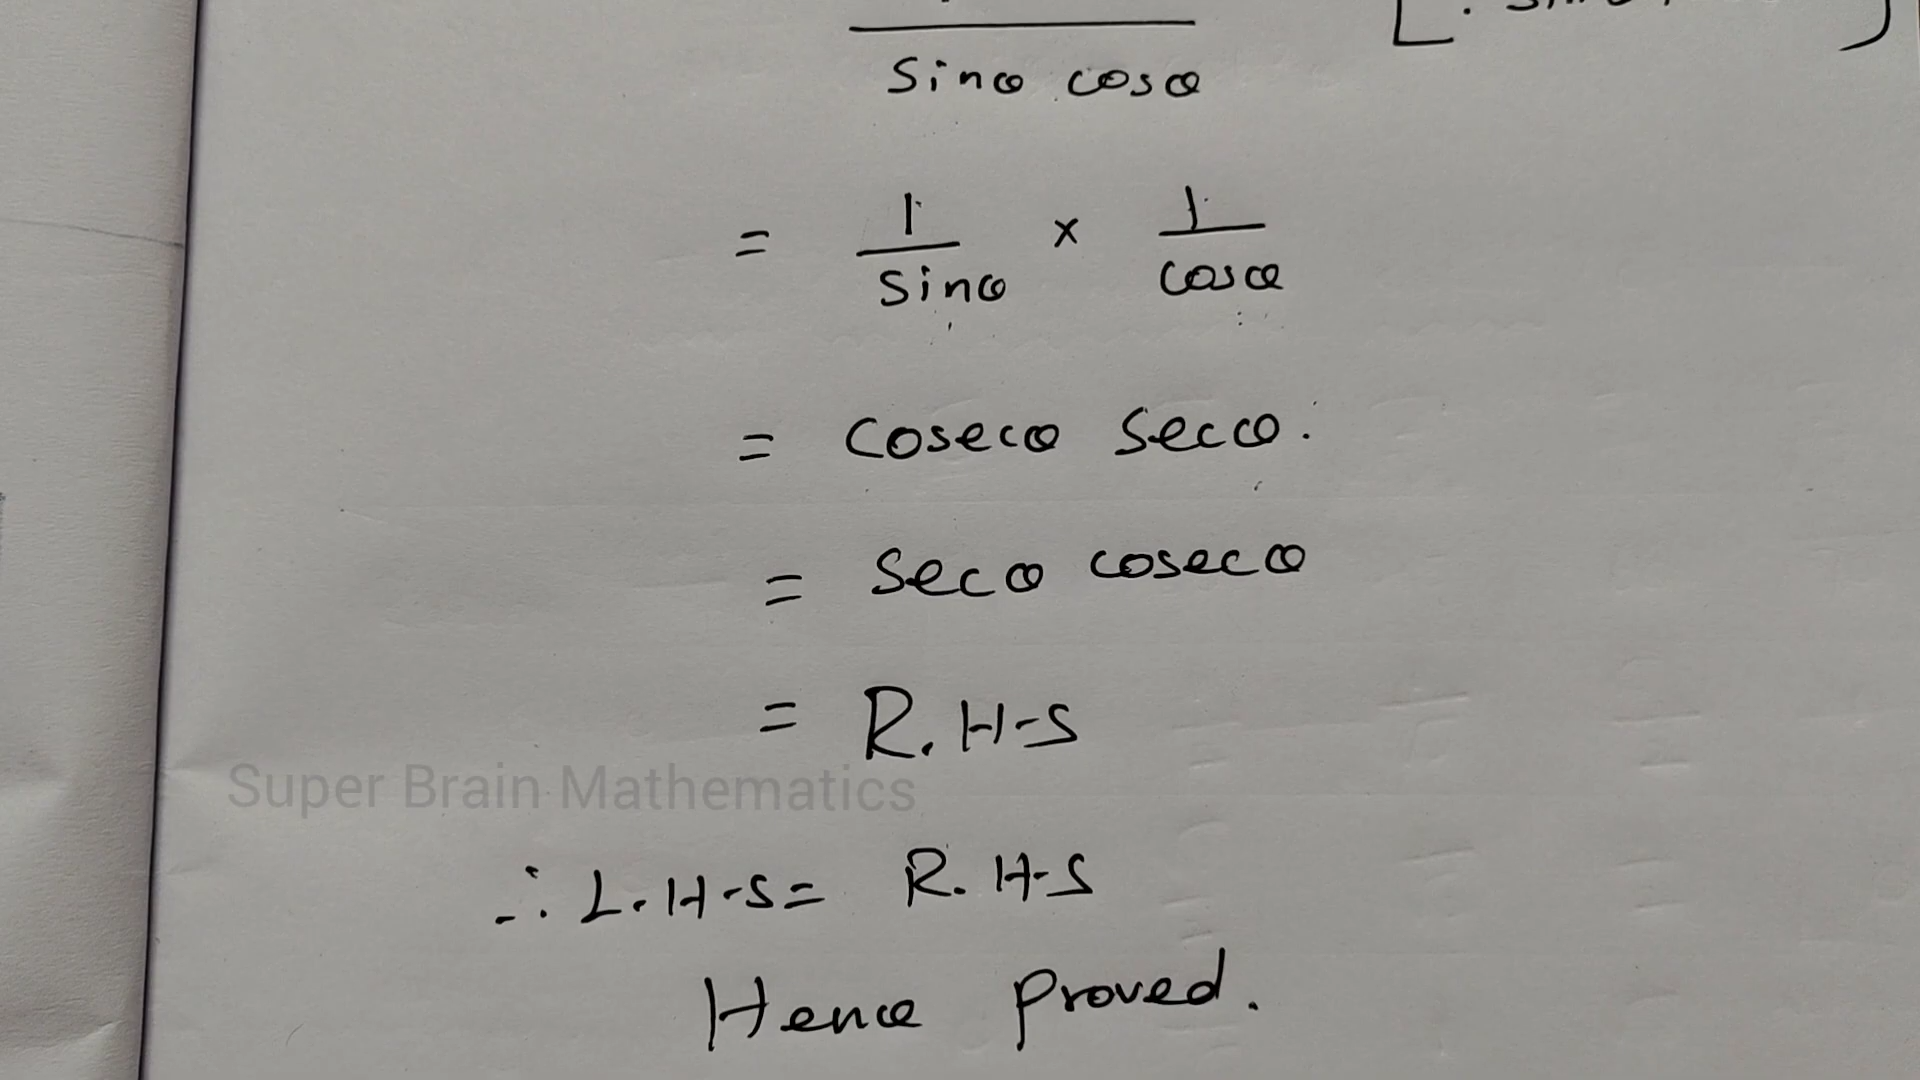 Sinθ cosθ
= 1/Sinθ × 1/cosθ
= Cosecθ Secθ.
= Secθ cosecθ
= R.H.S
Super Brain Mathematics
∴ L.H.S = R.H.S
Hence proved.